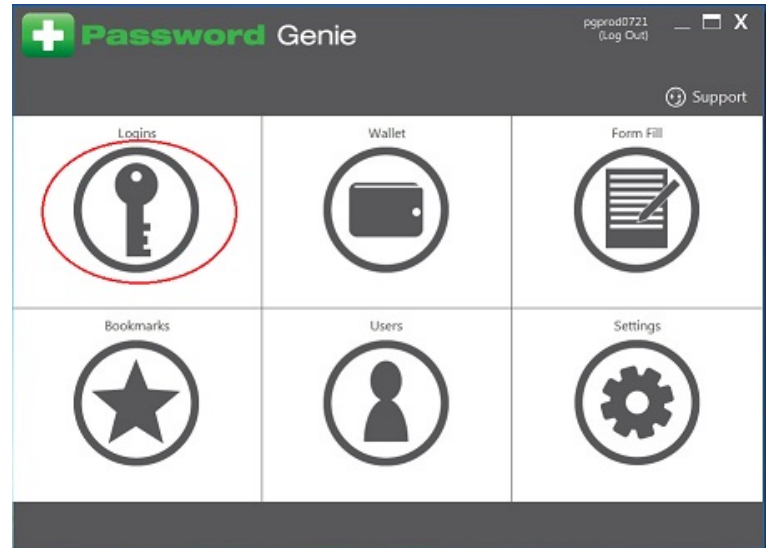 Password Genie
pgprod0721
(Log Out)
X
Support
Logins
Wallet
Form Fill
Bookmarks
Users
Settings